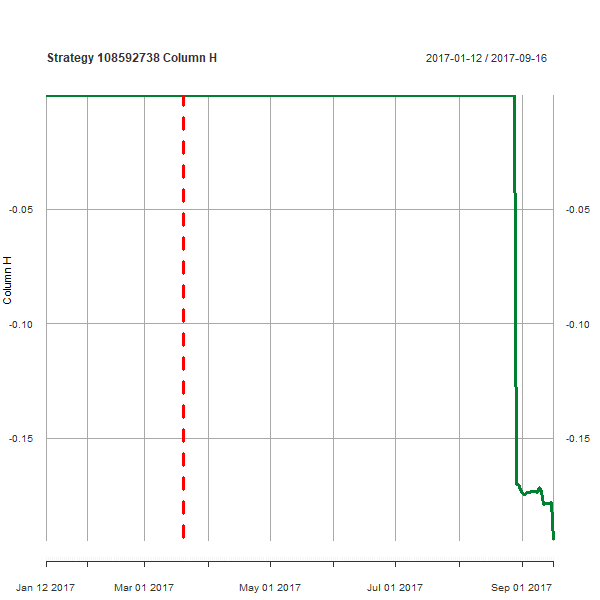 Strategy 108592738 Column H
2017-01-12 / 2017-09-16
-0.05
-0.05
Column H
-0.10
-0.10
-0.15
-0.15
Jan 12 2017
Mar 01 2017
May 01 2017
Jul 01 2017
Sep 01 2017